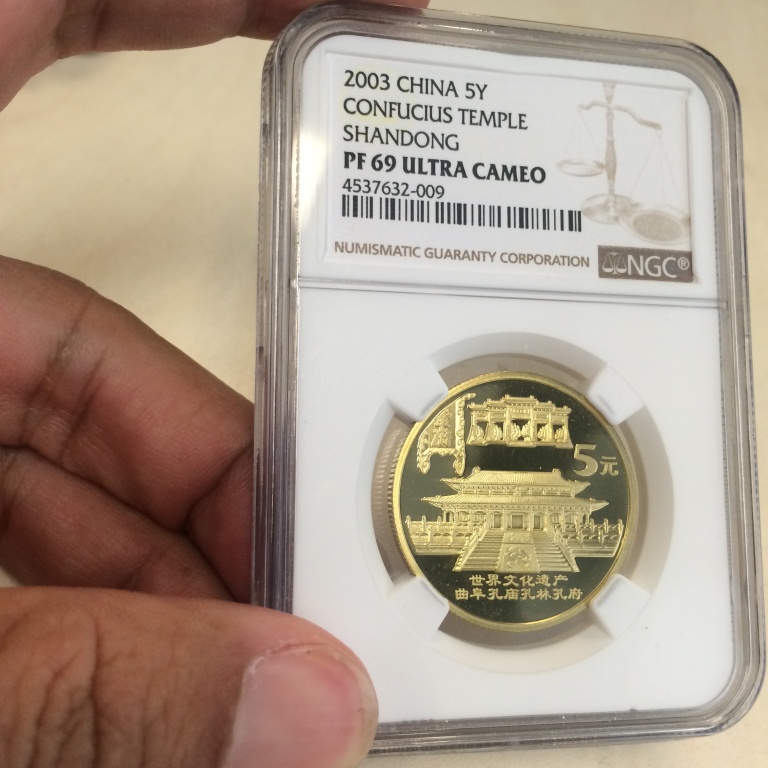 2003 CHINA 5Y
CONFUCIUS TEMPLE
SHANDONG
PF 69 ULTRA CAMEO
4537632-009
NUMISMATIC GUARANTY CORPORATION
NGC®
5元
世界文化遗产
曲阜孔庙孔林孔府